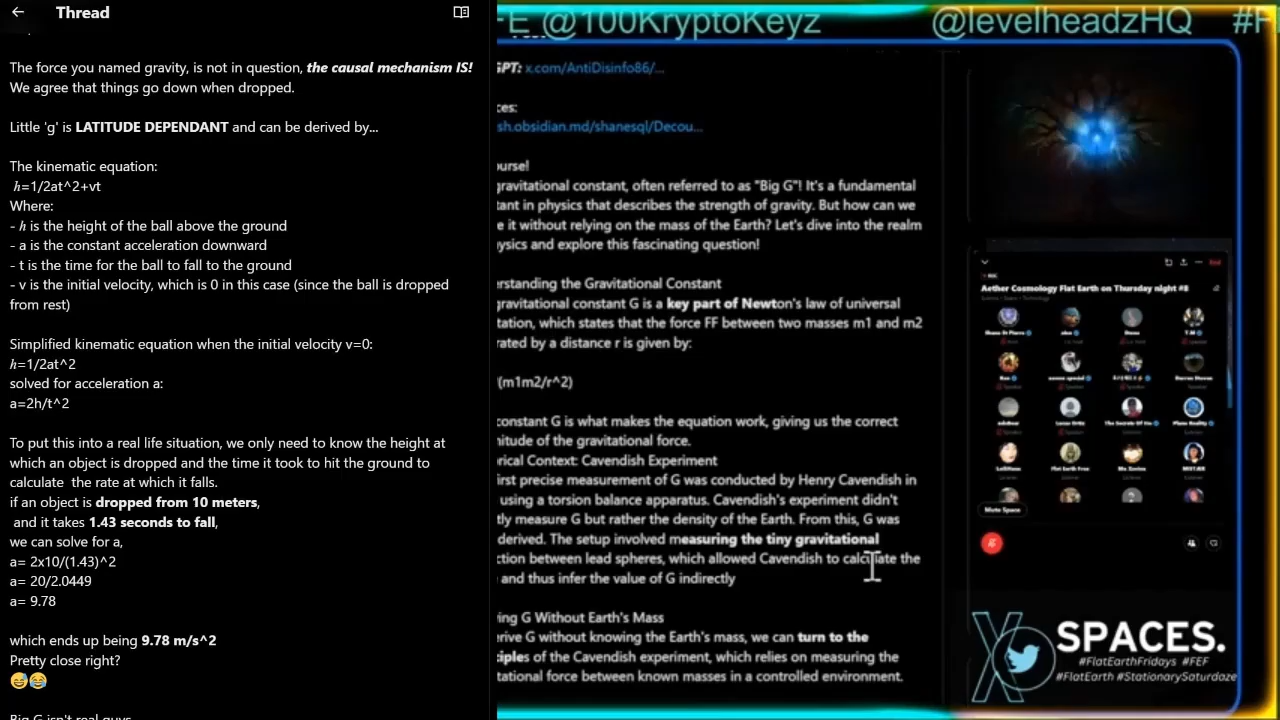 Thread
The force you named gravity, is not in question, the causal mechanism IS!
We agree that things go down when dropped.
Little 'g' is LATITUDE DEPENDANT and can be derived by...
The kinematic equation:
h=1/2at^2+vt
Where:
- h is the height of the ball above the ground
- a is the constant acceleration downward
- t is the time for the ball to fall to the ground
- v is the initial velocity, which is 0 in this case (since the ball is dropped
from rest)
Simplified kinematic equation when the initial velocity v=0:
h=1/2at^2
solved for acceleration a:
a=2h/t^2
To put this into a real life situation, we only need to know the height at
which an object is dropped and the time it took to hit the ground to
calculate the rate at which it falls.
if an object is dropped from 10 meters,
and it takes 1.43 seconds to fall,
we can solve for a,
a= 2x10/(1.43)^2
a= 20/2.0449
a= 9.78
which ends up being 9.78 m/s^2
Pretty close right?
😅😂
Big G isn't real guys
FE @100KryptoKeyz @levelheadzHQ #F
GPT: x.com/AntiDisinfo86/...
ces:
sh.obsidian.md/shanesql/Decou...
ourse!
gravitational constant, often referred to as "Big G"! It's a fundamental
tant in physics that describes the strength of gravity. But how can we
e it without relying on the mass of the Earth? Let's dive into the realm
ysics and explore this fascinating question!
erstanding the Gravitational Constant
gravitational constant G is a key part of Newton's law of universal
tation, which states that the force FF between two masses m1 and m2
rated by a distance r is given by:
(m1m2/r^2)
constant G is what makes the equation work, giving us the correct
nitude of the gravitational force.
rical Context: Cavendish Experiment
irst precise measurement of G was conducted by Henry Cavendish in
using a torsion balance apparatus. Cavendish's experiment didn't
tly measure G but rather the density of the Earth. From this, G was
derived. The setup involved measuring the tiny gravitational
ction between lead spheres, which allowed Cavendish to calculate the
and thus infer the value of G indirectly
ing G Without Earth's Mass
erive G without knowing the Earth's mass, we can turn to the
ciples of the Cavendish experiment, which relies on measuring the
tational force between known masses in a controlled environment.
End
REC
Aether Cosmology Flat Earth on Thursday night #8
Mute Space
X SPACES.
#FlatEarthFridays #FEF
#FlatEarth #StationarySaturdaze